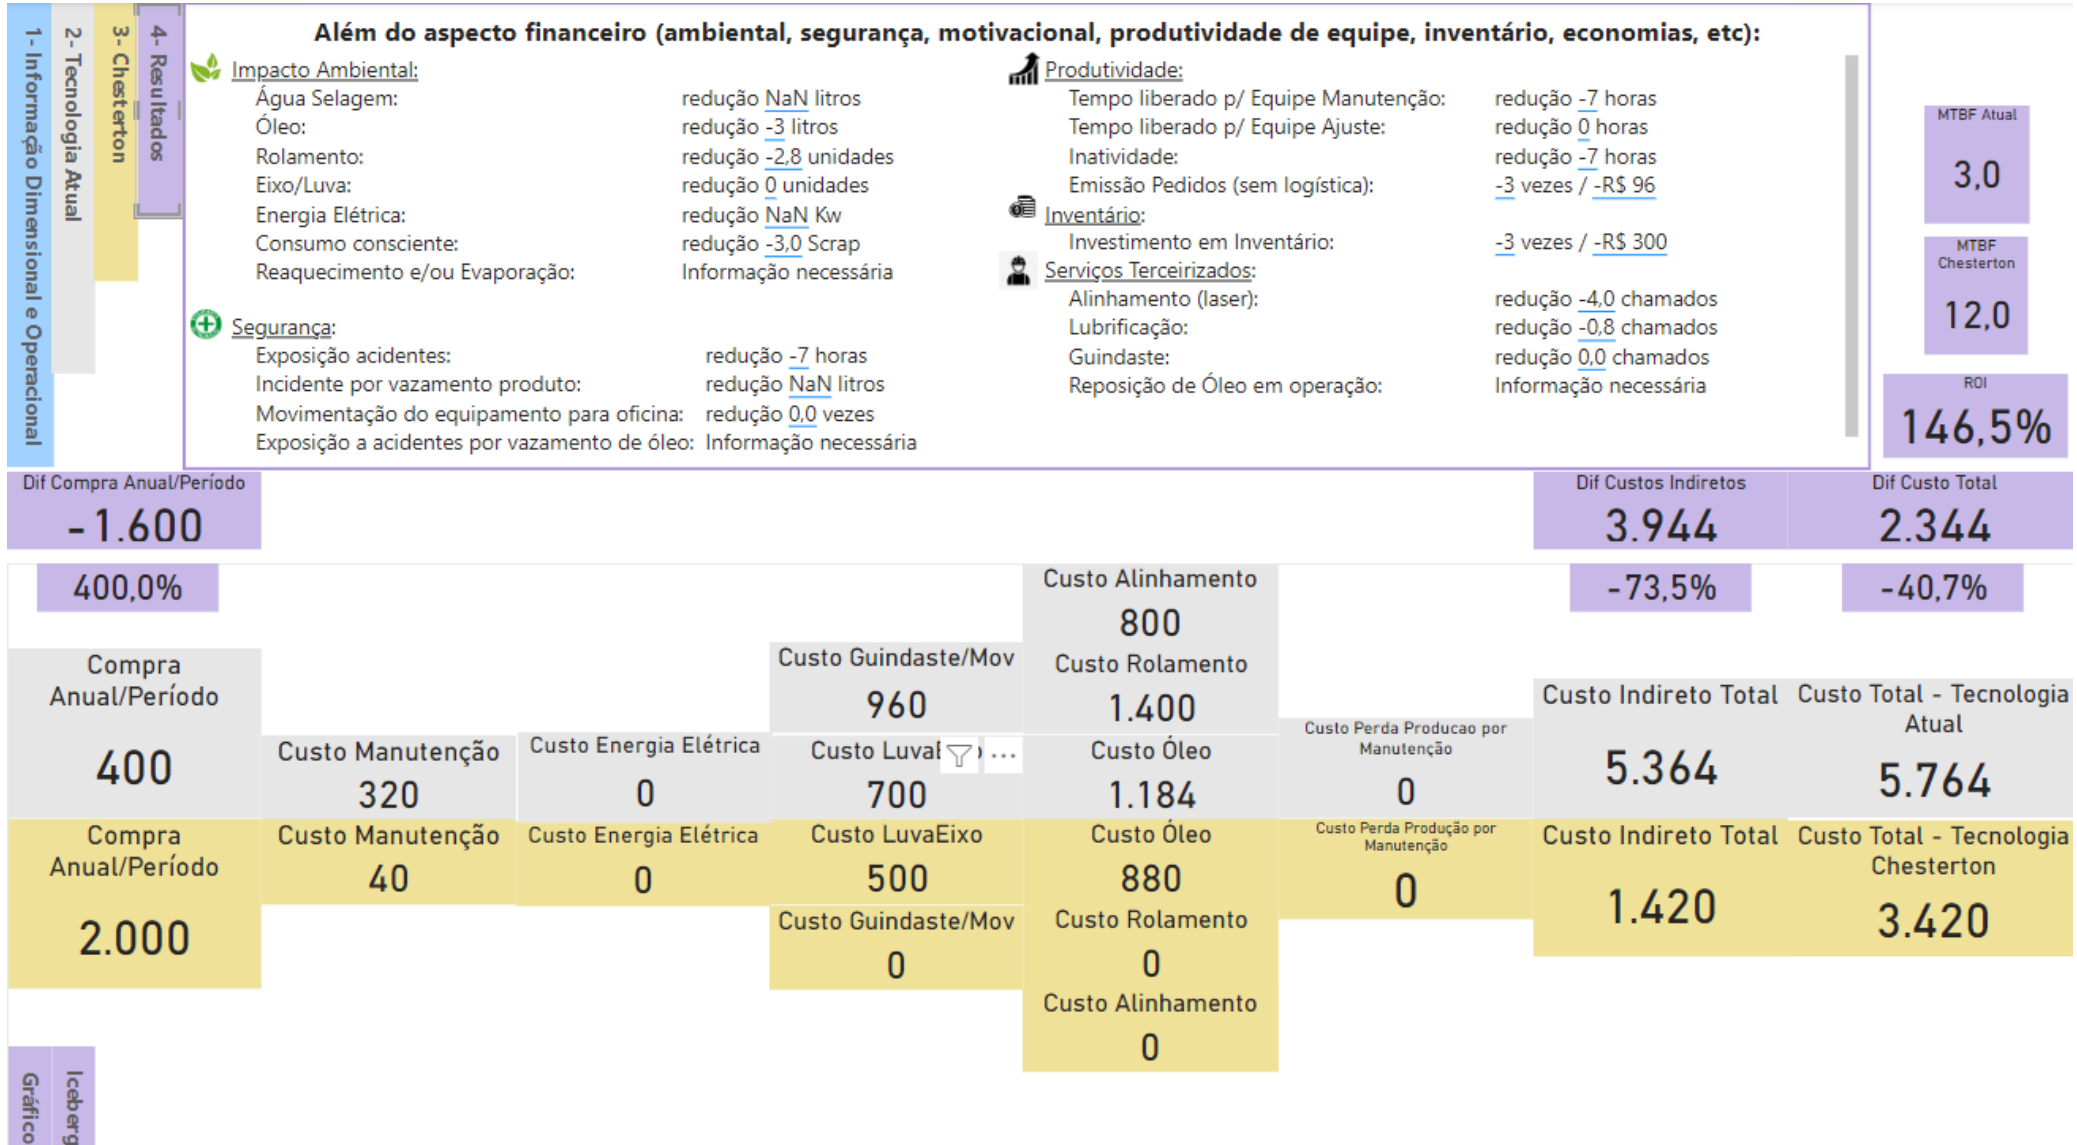 1- Informação Dimensional e Operacional
2- Tecnologia Atual
3- Chesterton
4- Resultados
Além do aspecto financeiro (ambiental, segurança, motivacional, produtividade de equipe, inventário, economias, etc):
Impacto Ambiental:
Água Selagem: redução NaN litros
Óleo: redução -3 litros
Rolamento: redução -2,8 unidades
Eixo/Luva: redução 0 unidades
Energia Elétrica: redução NaN Kw
Consumo consciente: redução -3,0 Scrap
Reaquecimento e/ou Evaporação: Informação necessária
Segurança:
Exposição acidentes: redução -7 horas
Incidente por vazamento produto: redução NaN litros
Movimentação do equipamento para oficina: redução 0,0 vezes
Exposição a acidentes por vazamento de óleo: Informação necessária
Produtividade:
Tempo liberado p/ Equipe Manutenção: redução -7 horas
Tempo liberado p/ Equipe Ajuste: redução 0 horas
Inatividade: redução -7 horas
Emissão Pedidos (sem logística): -3 vezes / -R$ 96
Inventário:
Investimento em Inventário: -3 vezes / -R$ 300
Serviços Terceirizados:
Alinhamento (laser): redução -4,0 chamados
Lubrificação: redução -0,8 chamados
Guindaste: redução 0,0 chamados
Reposição de Óleo em operação: Informação necessária
MTBF Atual
3,0
MTBF
Chesterton
12,0
ROI
146,5%
Dif Compra Anual/Período
-1.600
400,0%
Dif Custos Indiretos
3.944
-73,5%
Dif Custo Total
2.344
-40,7%
Compra
Anual/Período
400
Custo Manutenção
320
Custo Energia Elétrica
0
Custo Guindaste/Mov
960
Custo LuvaE
...
700
Custo Alinhamento
800
Custo Rolamento
1.400
Custo Óleo
1.184
Custo Perda Producao por
Manutenção
0
Custo Indireto Total
5.364
Custo Total - Tecnologia
Atual
5.764
Compra
Anual/Período
2.000
Custo Manutenção
40
Custo Energia Elétrica
0
Custo LuvaEixo
500
Custo Guindaste/Mov
0
Custo Óleo
880
Custo Rolamento
0
Custo Alinhamento
0
Custo Perda Produção por
Manutenção
0
Custo Indireto Total
1.420
Custo Total - Tecnologia
Chesterton
3.420
Gráfico
Iceberg